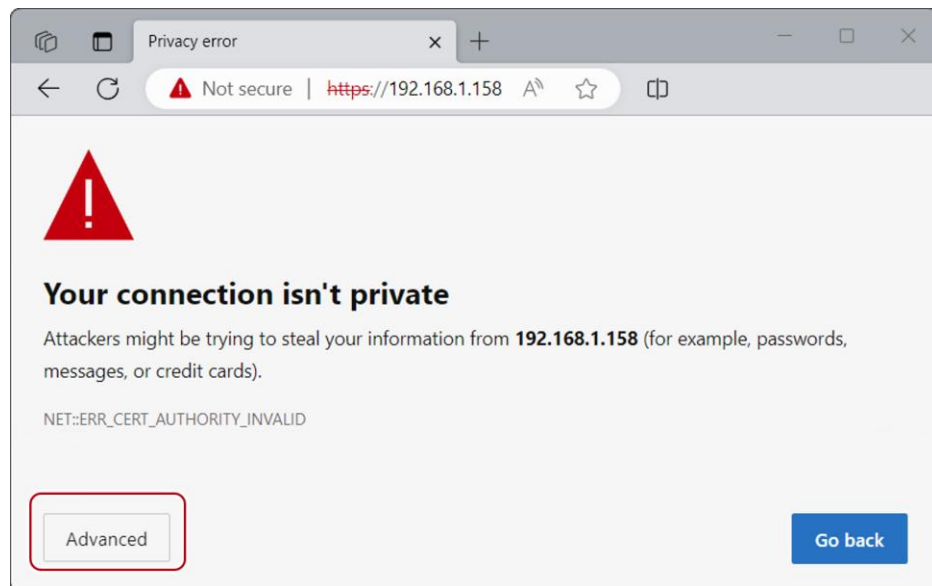 Privacy error
Not secure | https://192.168.1.158
Your connection isn't private
Attackers might be trying to steal your information from 192.168.1.158 (for example, passwords,
messages, or credit cards).
NET::ERR_CERT_AUTHORITY_INVALID
Advanced
Go back